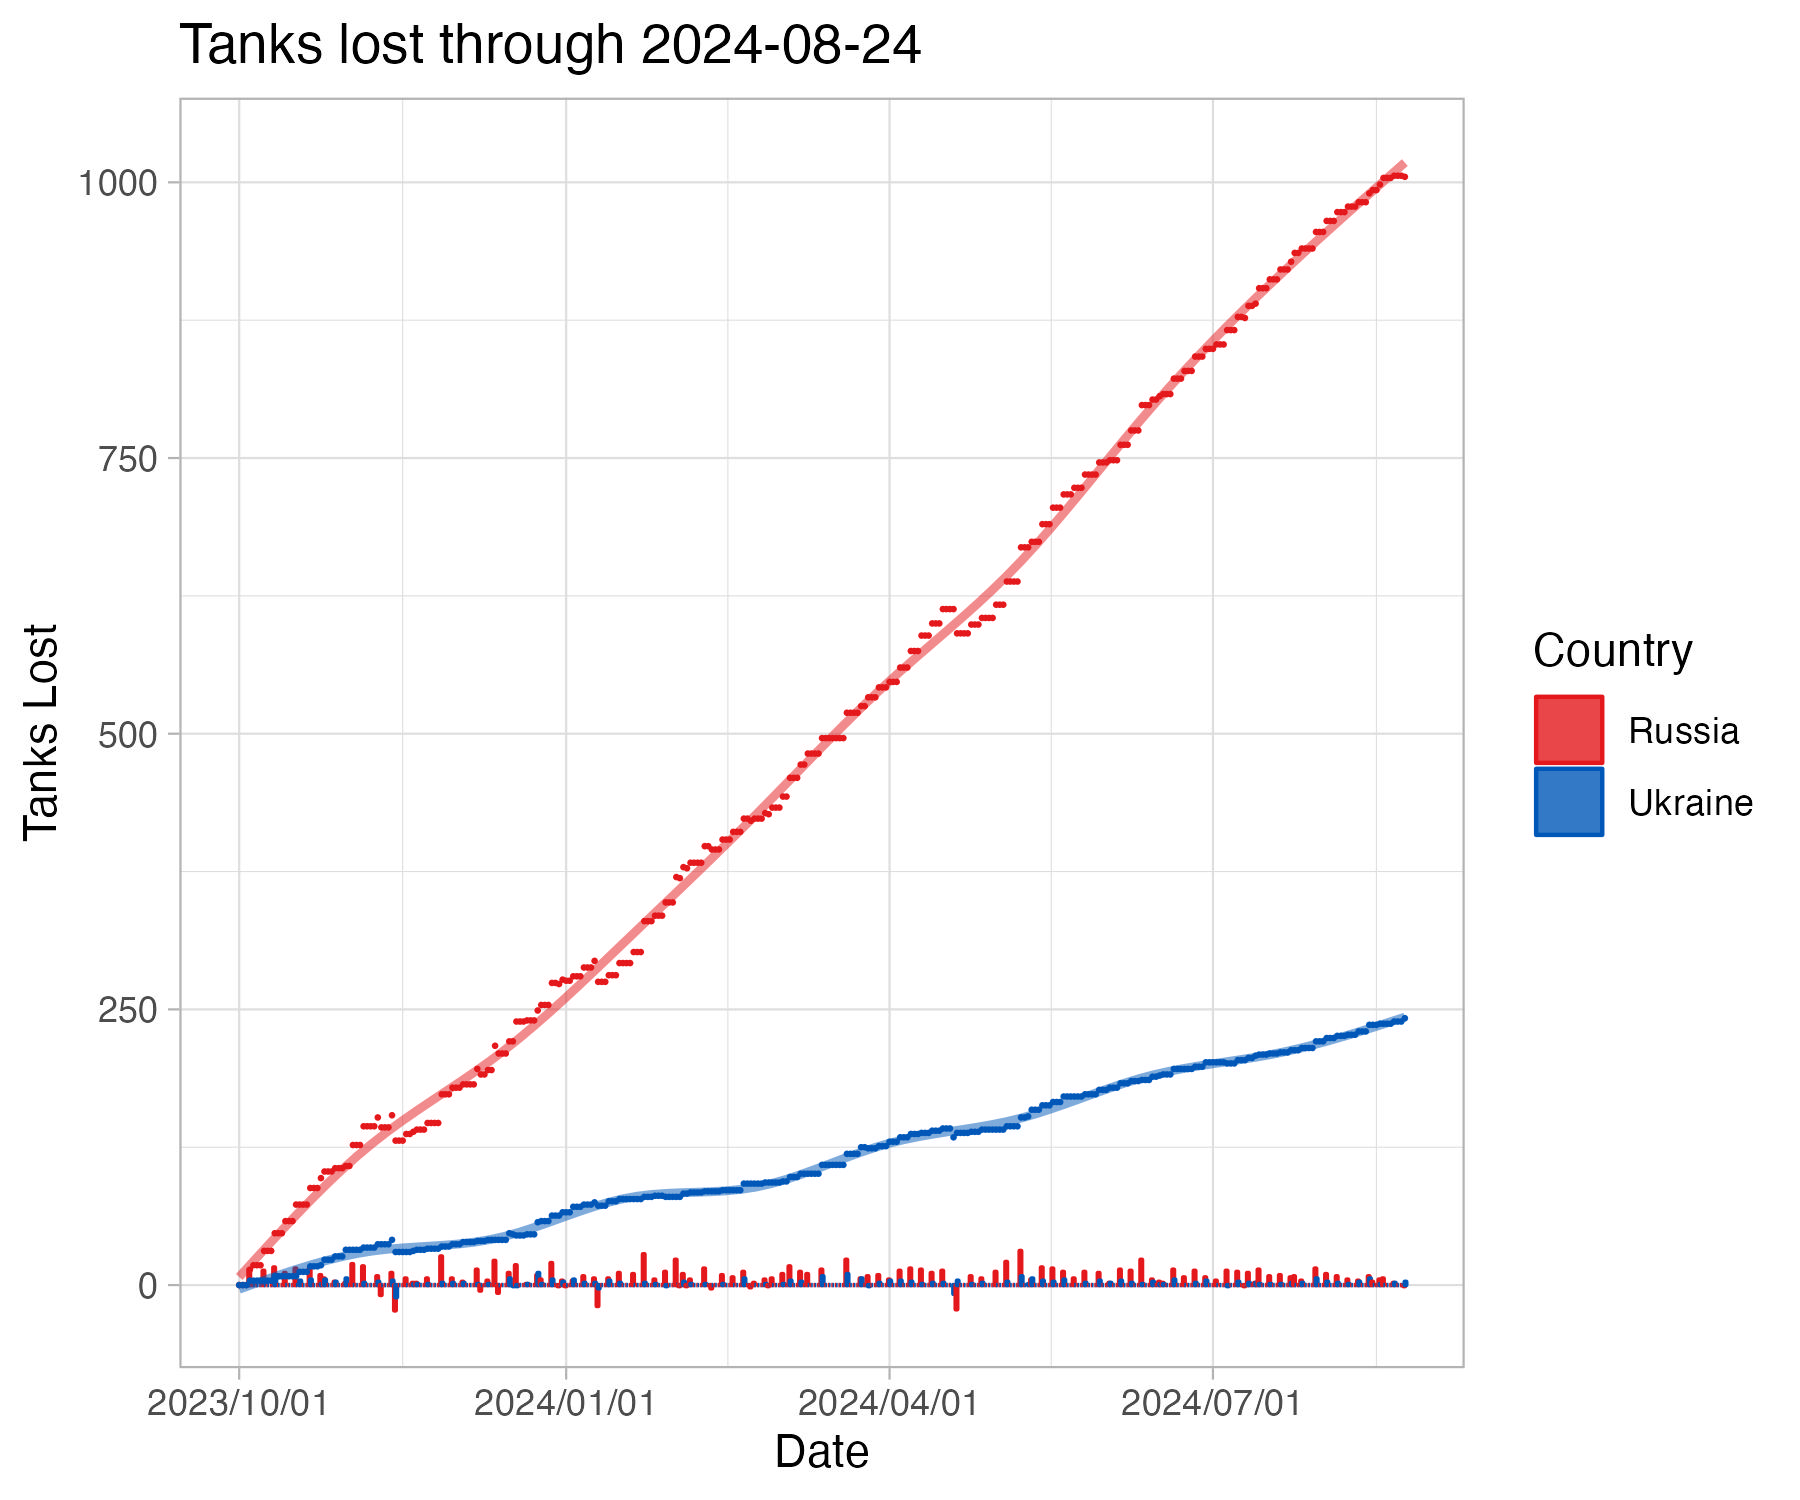 Tanks lost through 2024-08-24
Tanks Lost
1000
750
500
250
0
2023/10/01
2024/01/01
2024/04/01
2024/07/01
Date
Country
Russia
Ukraine